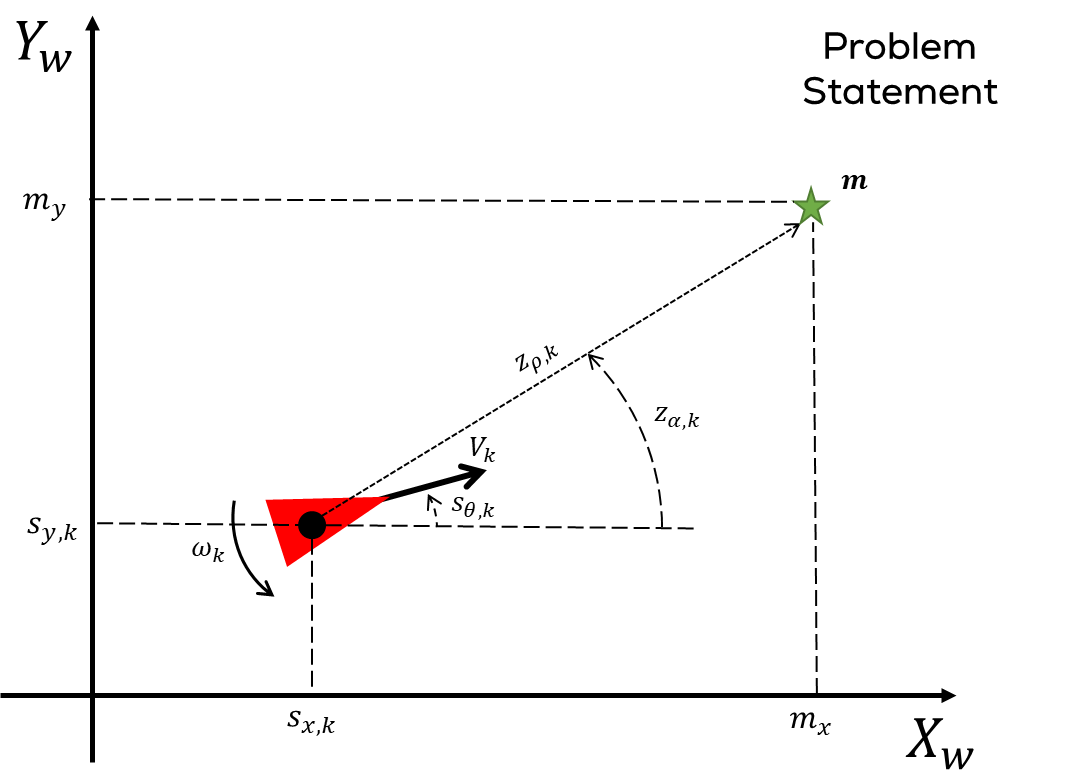 Y_w
Problem
Statement
m
m_y
z_{ρ,k}
z_{α,k}
V_k
s_{θ,k}
s_{y,k}
ω_k
s_{x,k}
m_x
X_w